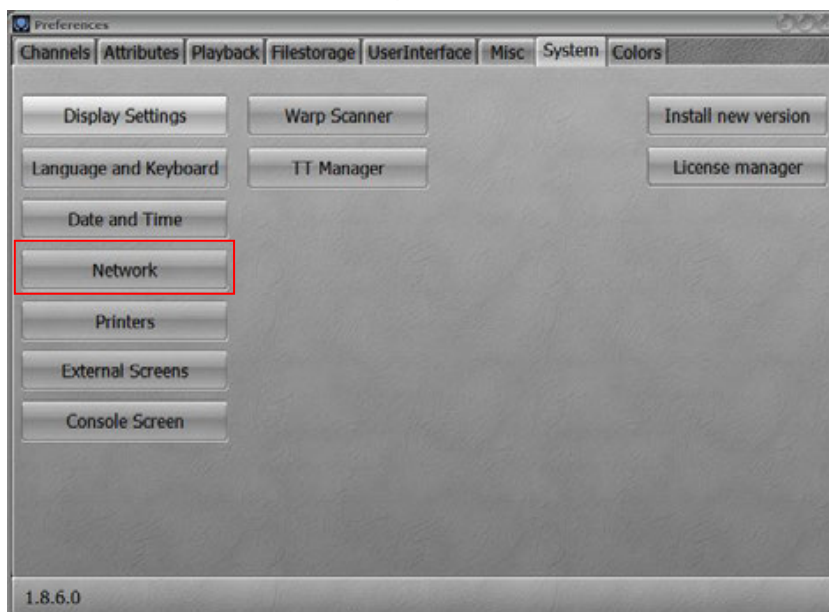 Preferences
Channels Attributes Playback Filestorage UserInterface Misc System Colors
Display Settings Warp Scanner Install new version
Language and Keyboard TT Manager License manager
Date and Time
Network
Printers
External Screens
Console Screen
1.8.6.0